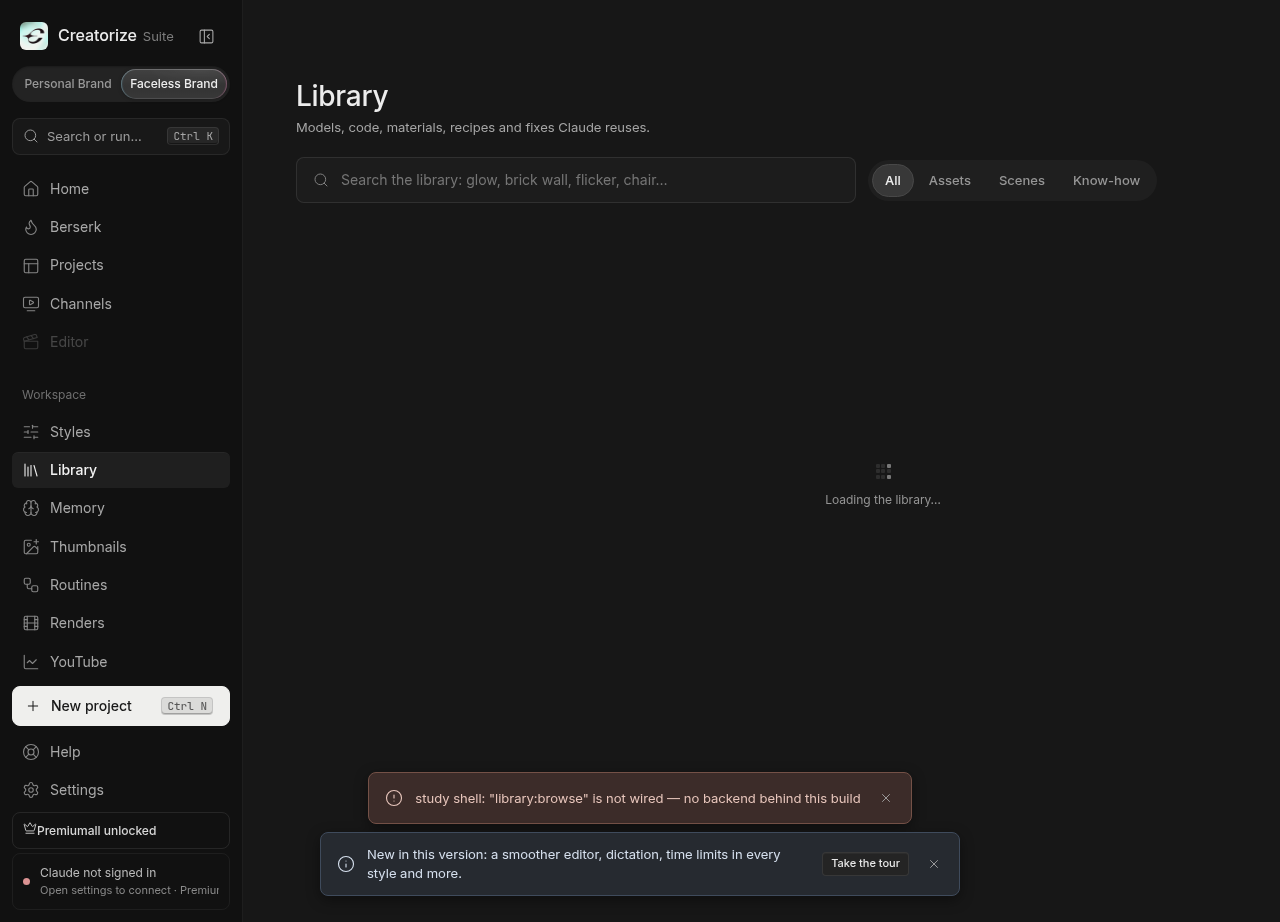 Creatorize Suite
Personal Brand Faceless Brand
Search or run... Ctrl K
Home
Berserk
Projects
Channels
Editor
Workspace
Styles
Library
Memory
Thumbnails
Routines
Renders
YouTube
New project Ctrl N
Help
Settings
Premiumall unlocked
Claude not signed in
Open settings to connect · Premiur
Library
Models, code, materials, recipes and fixes Claude reuses.
Search the library: glow, brick wall, flicker, chair...
All Assets Scenes Know-how
Loading the library...
study shell: "library:browse" is not wired — no backend behind this build
New in this version: a smoother editor, dictation, time limits in every
style and more.
Take the tour